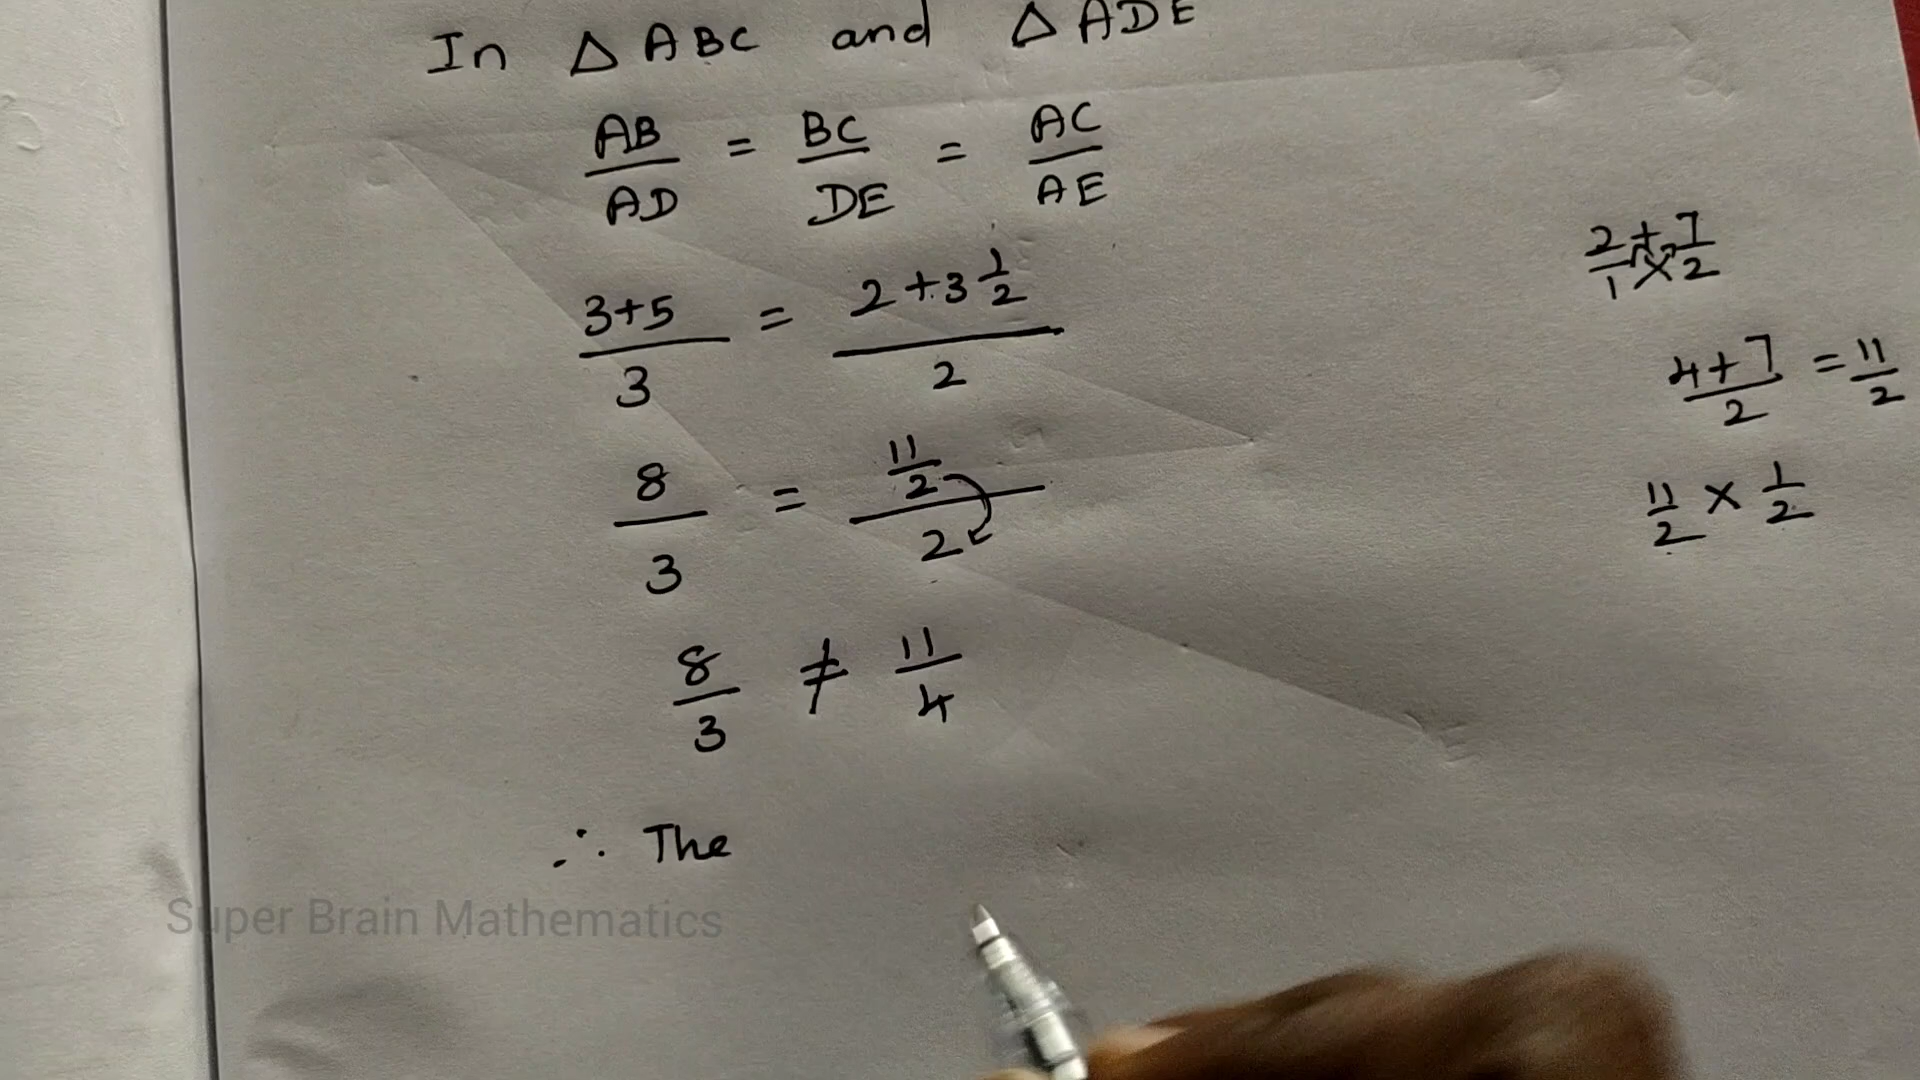 In △ ABC and △ ADE
AB/AD = BC/DE = AC/AE
3+5/3 = 2+3 1/2/2
8/3 = 11/2/2
8/3 ≠ 11/4
∴ The
2/1 + 7/2
4+7/2 = 11/2
11/2 × 1/2
Super Brain Mathematics